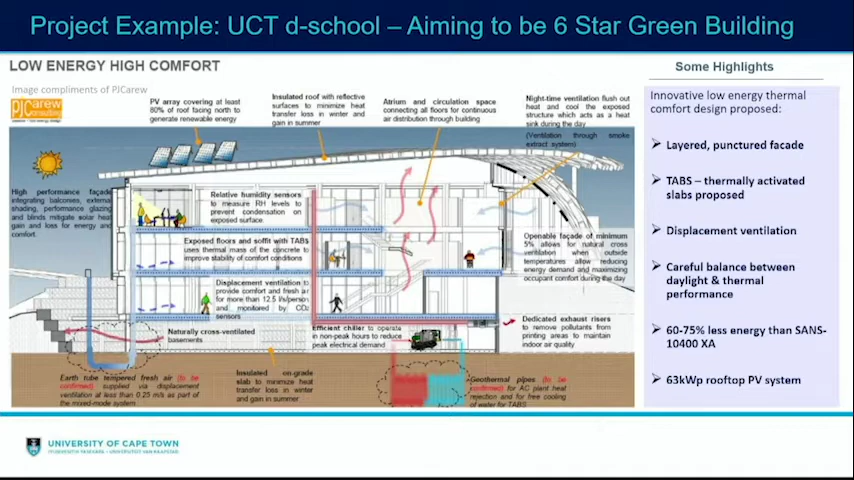 Project Example: UCT d-school – Aiming to be 6 Star Green Building
LOW ENERGY HIGH COMFORT
Image compliments of PJCarew
PJCarew
Consulting
PV array covering at least
80% of roof facing north to
generate renewable energy
Insulated roof with reflective
surfaces to minimize heat
transfer loss in winter and
gain in summer
Atrium and circulation space
connecting all floors for continuous
air distribution through building
Night-time ventilation flush out
heat and cool the exposed
structure which acts as a heat
sink during the day
(Ventilation through smoke
extract system)
High performance façade
integrating balconies, external
shading, performance glazing
and blinds mitigate solar heat
gain and loss for energy and
comfort.
Relative humidity sensors
to measure RH levels to
prevent condensation on
exposed surface.
Exposed floors and soffit with TABS
uses thermal mass of the concrete to
improve stability of comfort conditions
Openable façade of minimum
5% allows for natural cross
ventilation when outside
temperatures allow reducing
energy demand and maximizing
occupant comfort during the day
Displacement ventilation to
provide comfort and fresh air
for more than 12.5 l/s/person
and monitored by CO2
sensors
Naturally cross-ventilated
basements
Efficient chiller to operate
in non-peak hours to reduce
peak electrical demand
Dedicated exhaust risers
to remove pollutants from
printing areas to maintain
indoor air quality
Earth tube tempered fresh air (to be
confirmed) supplied via displacement
ventilation at less than 0.25 m/s as part of
the mixed-mode system
Insulated on-grade
slab to minimize heat
transfer loss in winter
and gain in summer
Geothermal pipes (to be
confirmed) for AC plant heat
rejection and for free cooling
of water for TABS
Some Highlights
Innovative low energy thermal
comfort design proposed:
Layered, punctured facade
TABS – thermally activated
slabs proposed
Displacement ventilation
Careful balance between
daylight & thermal
performance
60-75% less energy than SANS-
10400 XA
63kWp rooftop PV system
UNIVERSITY OF CAPE TOWN